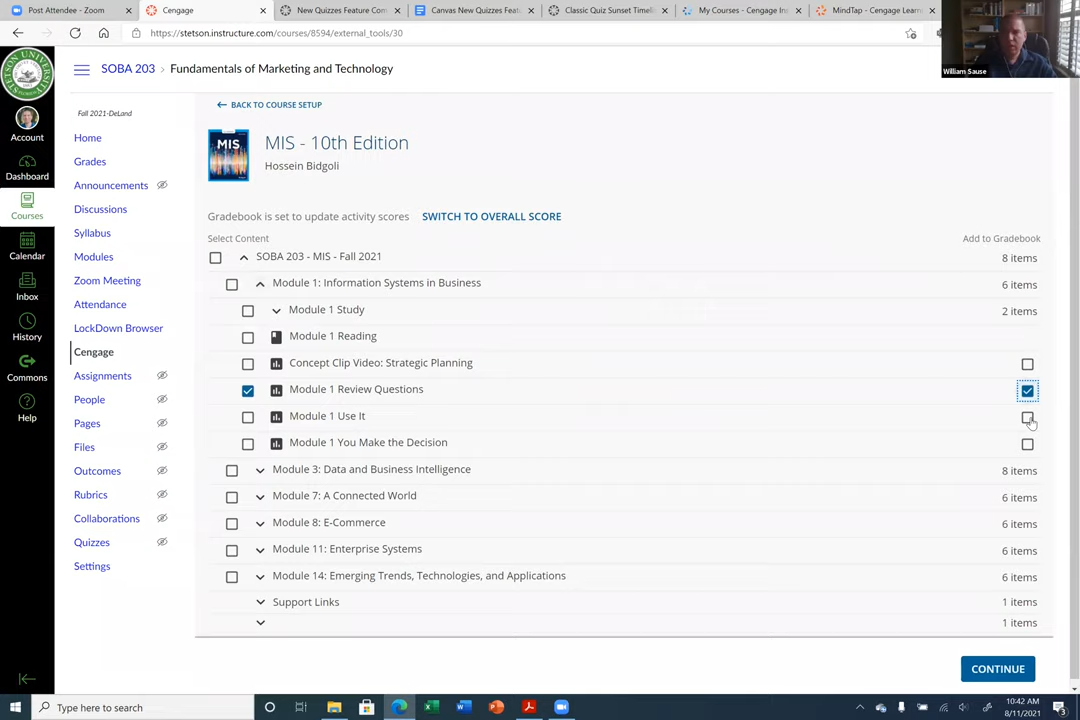 Post Attendee - Zoom
Cengage
New Quizzes Feature Com
Canvas New Quizzes Featu
Classic Quiz Sunset Timeli
My Courses - Cengage Ins
MindTap - Cengage Learn
https://stetson.instructure.com/courses/8594/external_tools/30
William Sause
SOBA 203 > Fundamentals of Marketing and Technology
Account
Dashboard
Courses
Calendar
Inbox
History
Commons
Help
Fall 2021-DeLand
Home
Grades
Announcements
Discussions
Syllabus
Modules
Zoom Meeting
Attendance
LockDown Browser
Cengage
Assignments
People
Pages
Files
Outcomes
Rubrics
Collaborations
Quizzes
Settings
BACK TO COURSE SETUP
MIS
MIS - 10th Edition
Hossein Bidgoli
Gradebook is set to update activity scores SWITCH TO OVERALL SCORE
Select Content Add to Gradebook
SOBA 203 - MIS - Fall 2021 8 items
Module 1: Information Systems in Business 6 items
Module 1 Study 2 items
Module 1 Reading
Concept Clip Video: Strategic Planning
Module 1 Review Questions
Module 1 Use It
Module 1 You Make the Decision
Module 3: Data and Business Intelligence 8 items
Module 7: A Connected World 6 items
Module 8: E-Commerce 6 items
Module 11: Enterprise Systems 6 items
Module 14: Emerging Trends, Technologies, and Applications 6 items
Support Links 1 items
1 items
CONTINUE
Type here to search
10:42 AM
8/11/2021
3